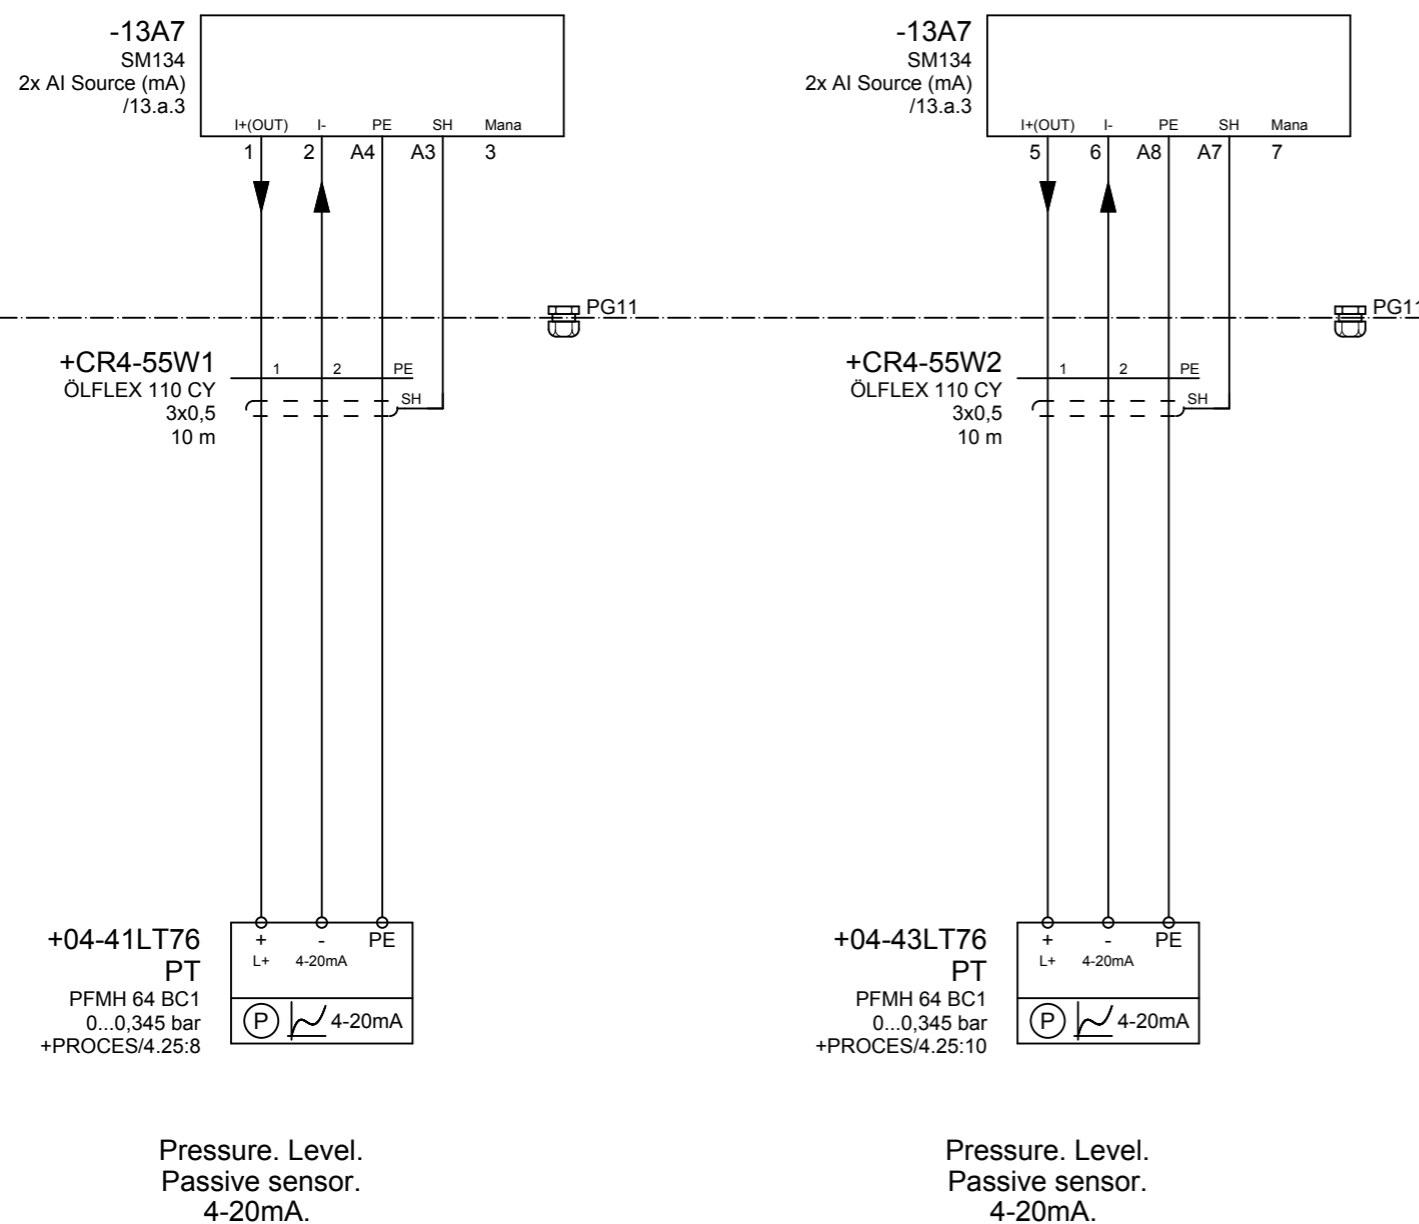 -13A7
SM134
2x AI Source (mA)
/13.a.3
I+(OUT) I- PE SH Mana
1 2 A4 A3 3
-13A7
SM134
2x AI Source (mA)
/13.a.3
I+(OUT) I- PE SH Mana
5 6 A8 A7 7
PG11
PG11
+CR4-55W1
ÖLFLEX 110 CY
3x0,5
10 m
1 2 PE
SH
+CR4-55W2
ÖLFLEX 110 CY
3x0,5
10 m
1 2 PE
SH
+04-41LT76
PT
PFMH 64 BC1
0...0,345 bar
+PROCES/4.25:8
+ - PE
L+ 4-20mA
P 4-20mA
+04-43LT76
PT
PFMH 64 BC1
0...0,345 bar
+PROCES/4.25:10
+ - PE
L+ 4-20mA
P 4-20mA
Pressure. Level.
Passive sensor.
4-20mA.
Pressure. Level.
Passive sensor.
4-20mA.